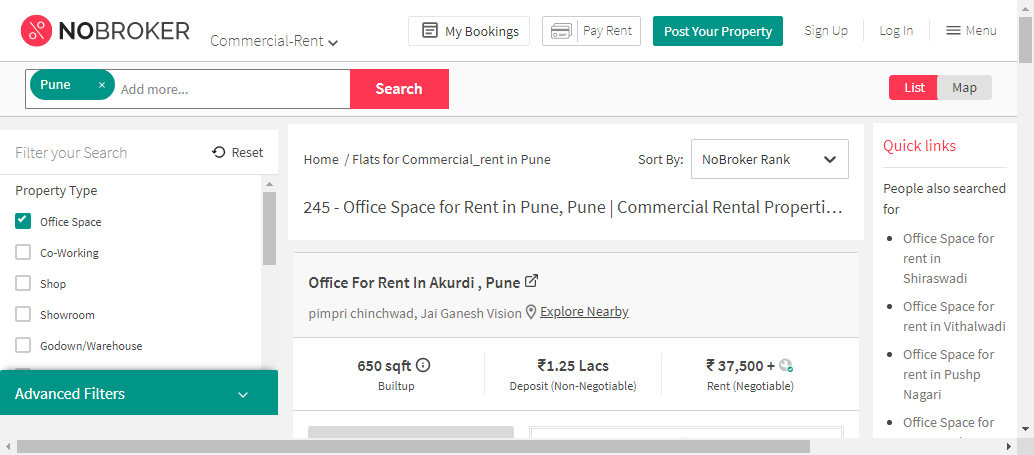 NOBROKER
Commercial-Rent
My Bookings
Pay Rent
Post Your Property
Sign Up
Log In
Menu
Pune ×
Add more...
Search
List
Map
Filter your Search
Reset
Property Type
Office Space
Co-Working
Shop
Showroom
Godown/Warehouse
Advanced Filters
Home / Flats for Commercial_rent in Pune
Sort By:
NoBroker Rank
245 - Office Space for Rent in Pune, Pune | Commercial Rental Properti...
Office For Rent In Akurdi , Pune
pimpri chinchwad, Jai Ganesh Vision
Explore Nearby
650 sqft
Builtup
₹1.25 Lacs
Deposit (Non-Negotiable)
₹ 37,500 +
Rent (Negotiable)
Quick links
People also searched
for
Office Space for
rent in
Shiraswadi
Office Space for
rent in Vithalwadi
Office Space for
rent in Pushp
Nagari
Office Space for